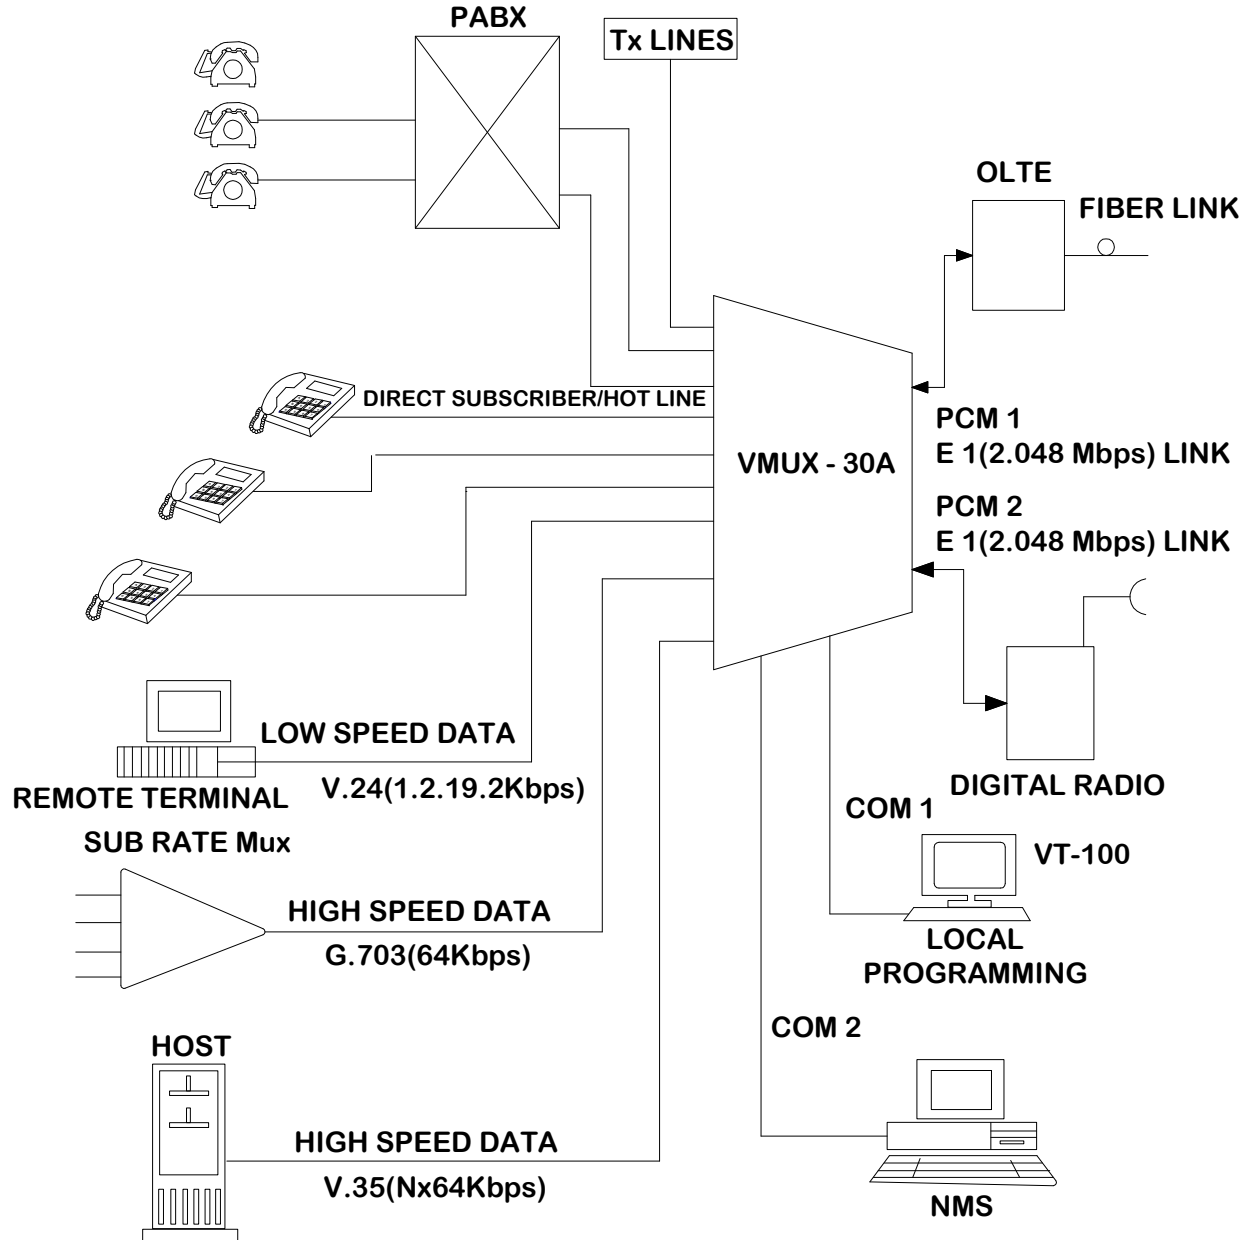 PABX
Tx LINES
OLTE
FIBER LINK
DIRECT SUBSCRIBER/HOT LINE
PCM 1
E 1(2.048 Mbps) LINK
VMUX - 30A
PCM 2
E 1(2.048 Mbps) LINK
LOW SPEED DATA
V.24(1.2.19.2Kbps)
REMOTE TERMINAL
DIGITAL RADIO
COM 1
SUB RATE Mux
VT-100
HIGH SPEED DATA
G.703(64Kbps)
LOCAL
PROGRAMMING
COM 2
HOST
HIGH SPEED DATA
V.35(Nx64Kbps)
NMS